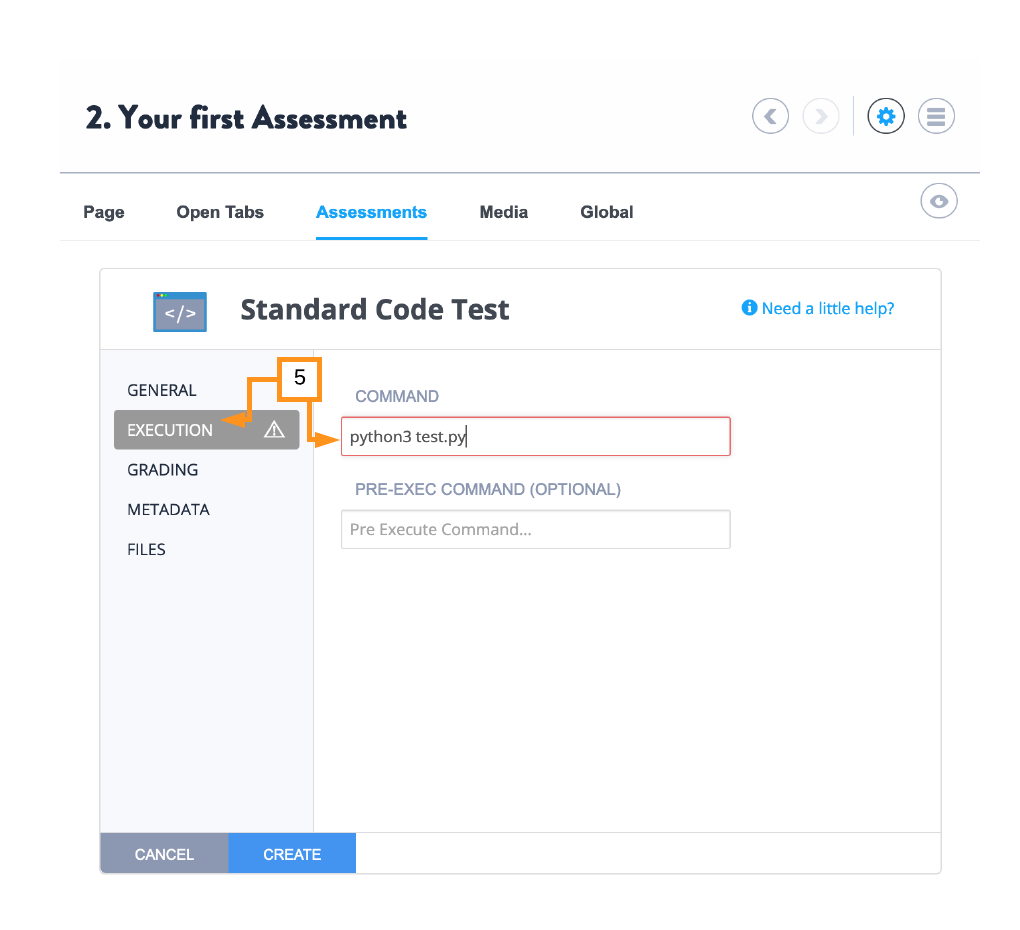 2. Your first Assessment
Page Open Tabs Assessments Media Global
</> Standard Code Test Need a little help?
5
GENERAL
EXECUTION
GRADING
METADATA
FILES
COMMAND
python3 test.py
PRE-EXEC COMMAND (OPTIONAL)
Pre Execute Command...
CANCEL CREATE